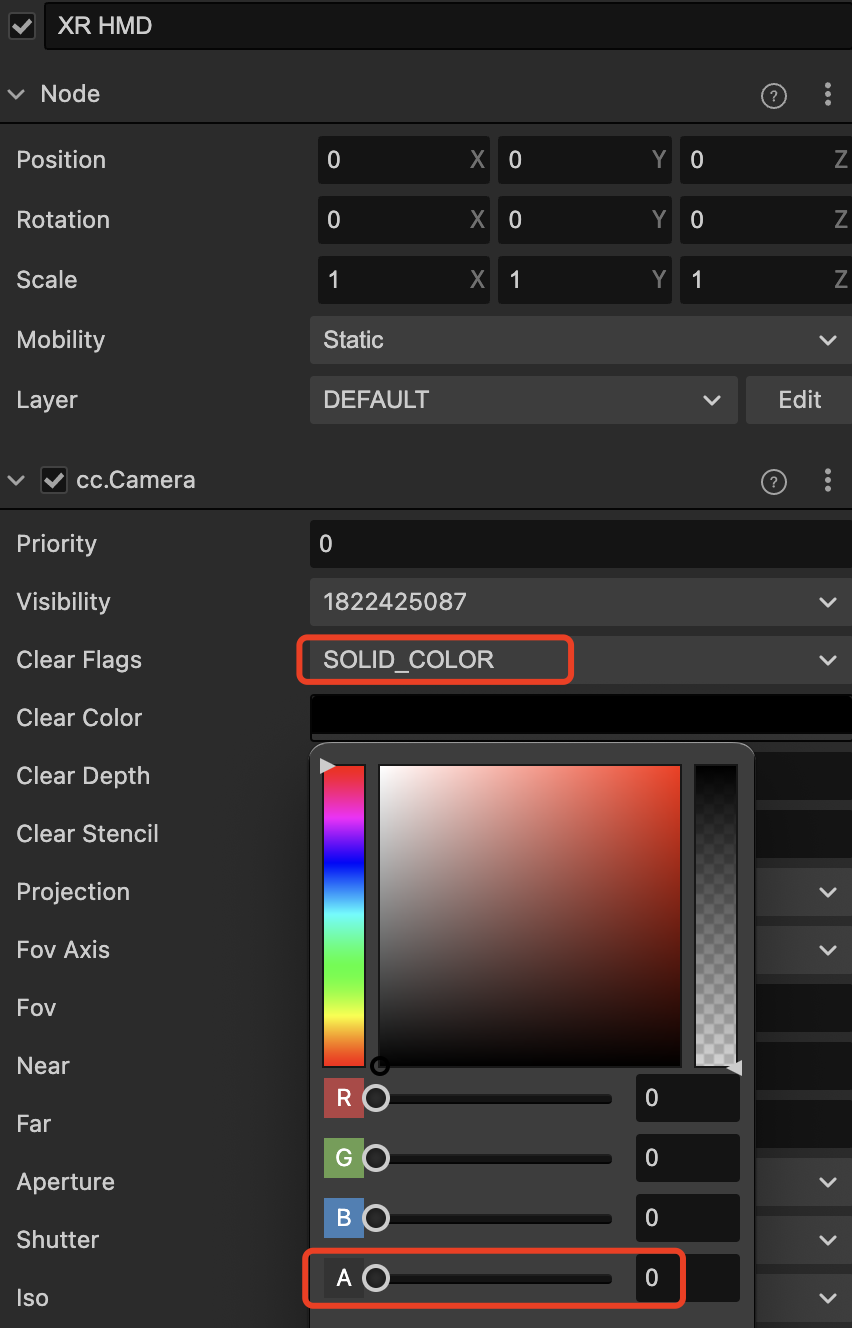 XR HMD
Node ?
Position 0 X 0 Y 0 Z
Rotation 0 X 0 Y 0 Z
Scale 1 X 1 Y 1 Z
Mobility Static
Layer DEFAULT Edit
cc.Camera ?
Priority 0
Visibility 1822425087
Clear Flags SOLID_COLOR
Clear Color
Clear Depth
Clear Stencil
Projection
Fov Axis
Fov
Near
Far R 0
Aperture G 0
Shutter B 0
Iso A 0